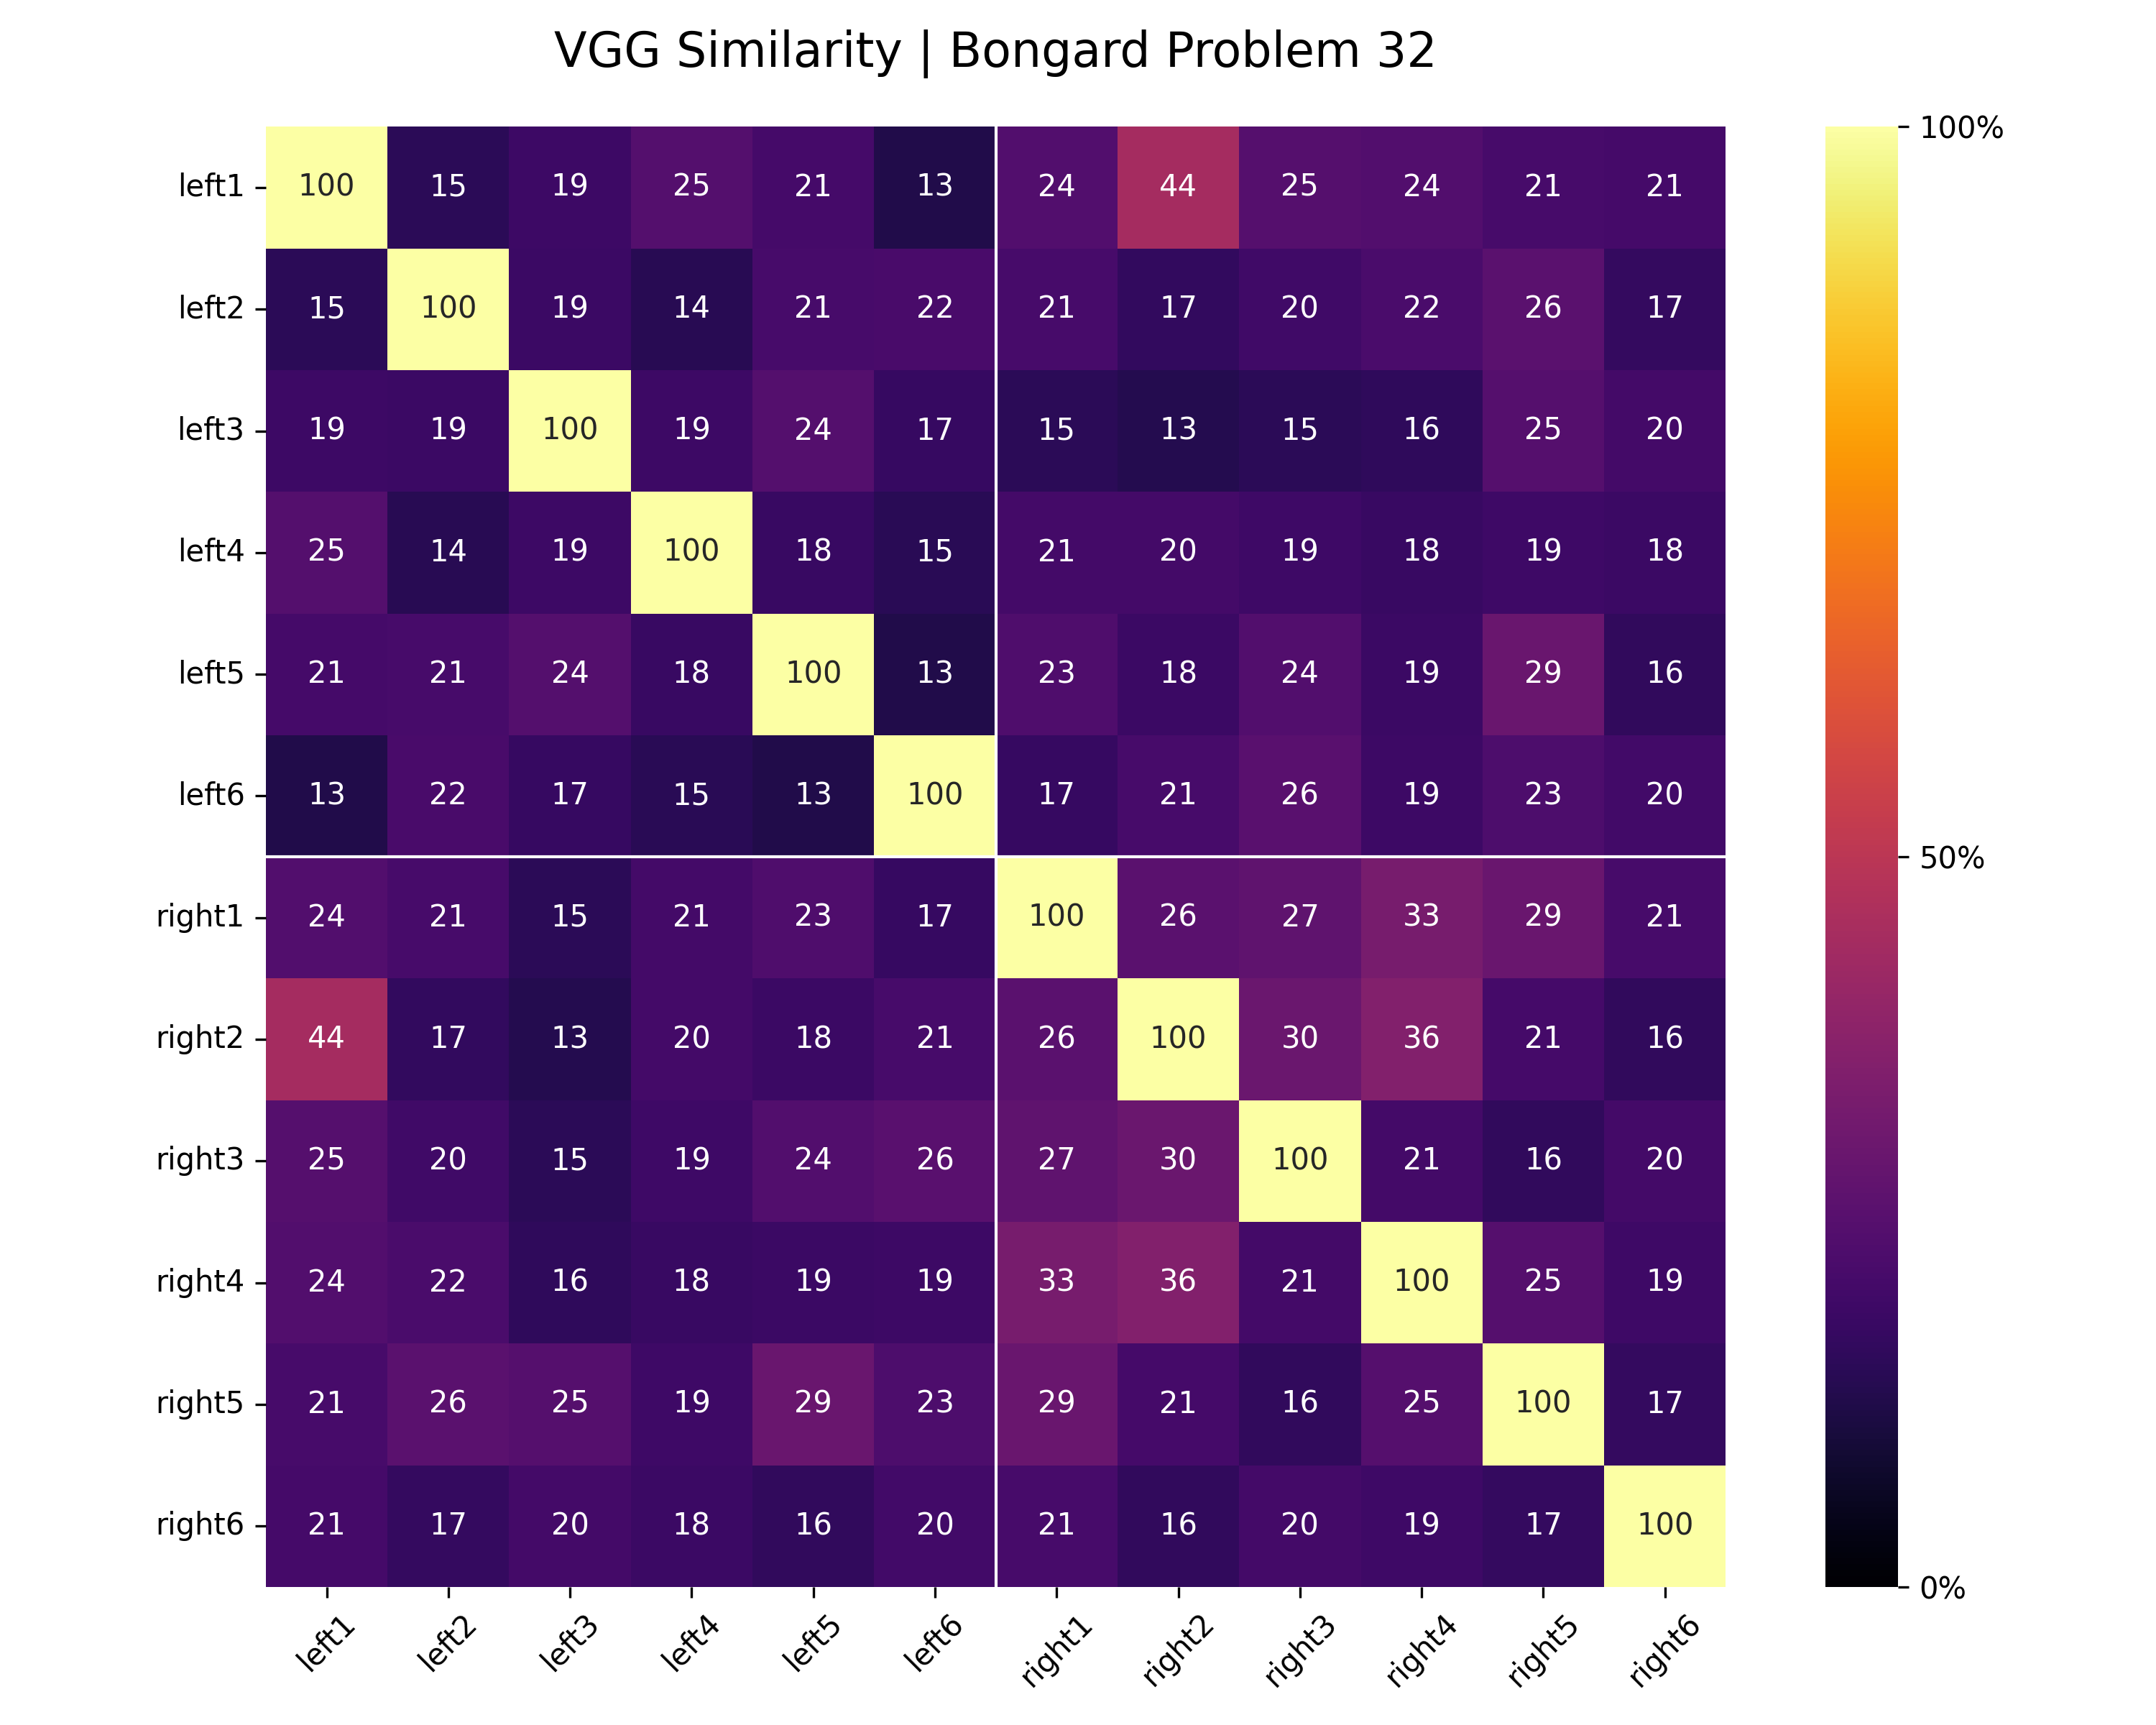 VGG Similarity | Bongard Problem 32
left1 100 15 19 25 21 13 24 44 25 24 21 21
left2 15 100 19 14 21 22 21 17 20 22 26 17
left3 19 19 100 19 24 17 15 13 15 16 25 20
left4 25 14 19 100 18 15 21 20 19 18 19 18
left5 21 21 24 18 100 13 23 18 24 19 29 16
left6 13 22 17 15 13 100 17 21 26 19 23 20
right1 24 21 15 21 23 17 100 26 27 33 29 21
right2 44 17 13 20 18 21 26 100 30 36 21 16
right3 25 20 15 19 24 26 27 30 100 21 16 20
right4 24 22 16 18 19 19 33 36 21 100 25 19
right5 21 26 25 19 29 23 29 21 16 25 100 17
right6 21 17 20 18 16 20 21 16 20 19 17 100
left1 left2 left3 left4 left5 left6 right1 right2 right3 right4 right5 right6
100%
50%
0%